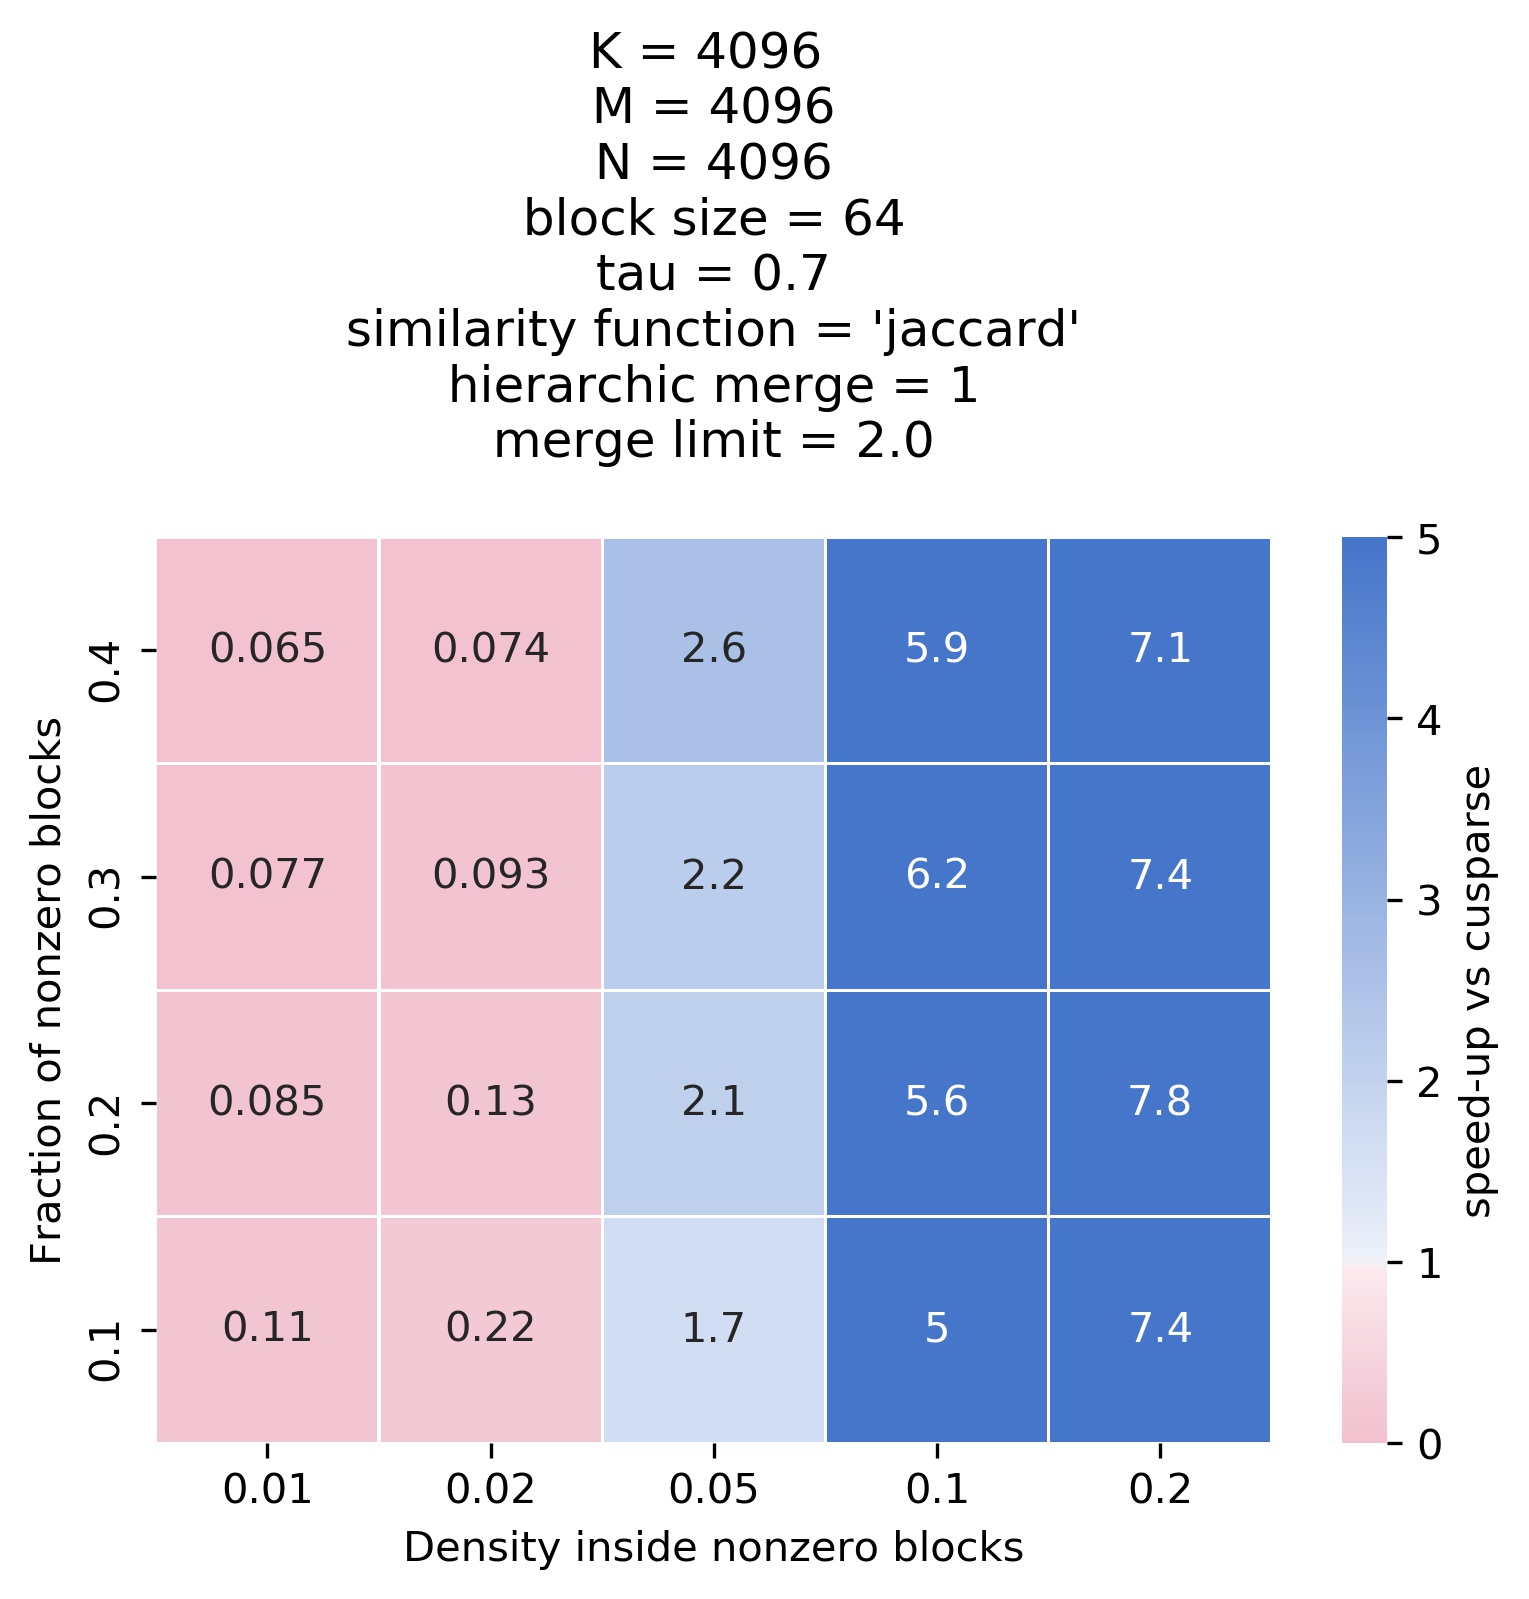 K = 4096
M = 4096
N = 4096
block size = 64
tau = 0.7
similarity function = 'jaccard'
hierarchic merge = 1
merge limit = 2.0
Fraction of nonzero blocks
0.4 0.065 0.074 2.6 5.9 7.1
0.3 0.077 0.093 2.2 6.2 7.4
0.2 0.085 0.13 2.1 5.6 7.8
0.1 0.11 0.22 1.7 5 7.4
0.01 0.02 0.05 0.1 0.2
Density inside nonzero blocks
5
4
3
2
1
0
speed-up vs cusparse